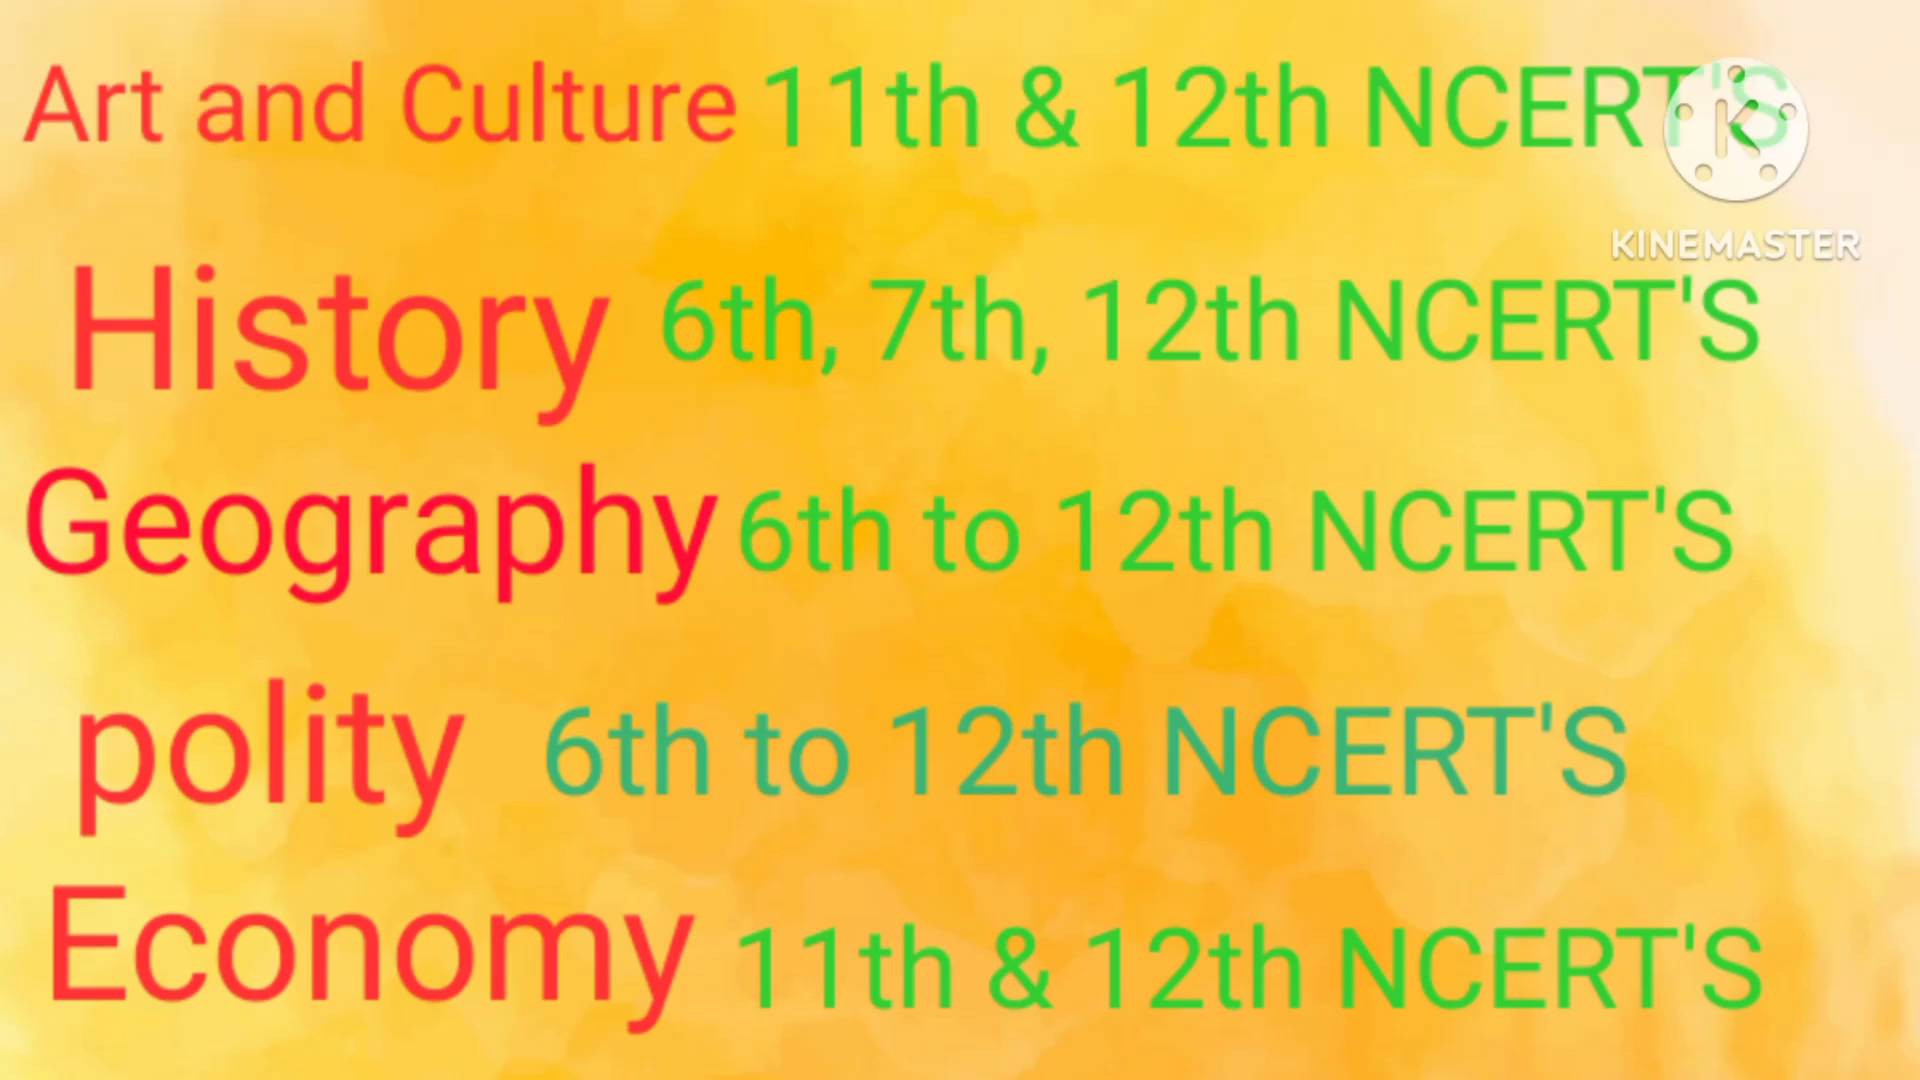 Art and Culture 11th & 12th NCERT'S
KINEMASTER
History 6th, 7th, 12th NCERT'S
Geography 6th to 12th NCERT'S
polity 6th to 12th NCERT'S
Economy 11th & 12th NCERT'S